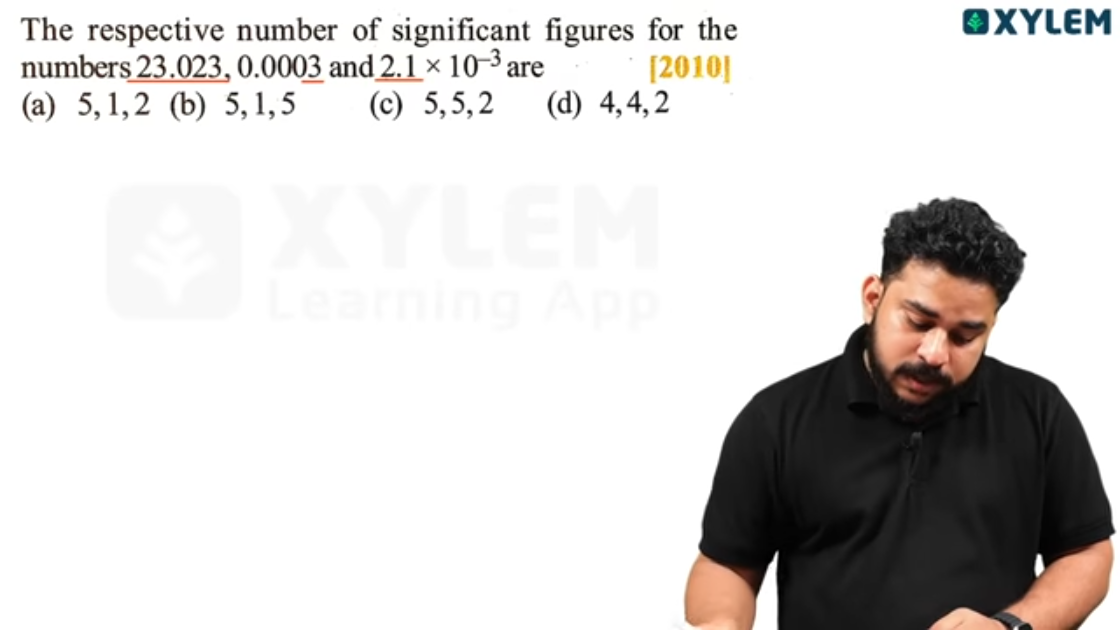 The respective number of significant figures for the
numbers 23.023, 0.0003 and 2.1 × 10⁻³ are [2010]
(a) 5, 1, 2 (b) 5, 1, 5 (c) 5, 5, 2 (d) 4, 4, 2
XYLEM
XYLEM
Learning App